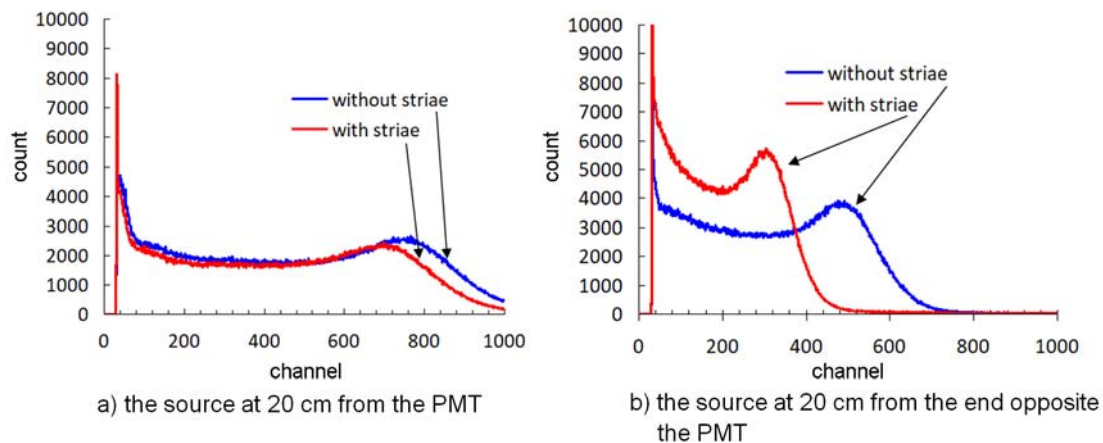 10000
9000
8000
7000
6000
5000
4000
3000
2000
1000
0
count
without striae
with striae
0 200 400 600 800 1000
channel
a) the source at 20 cm from the PMT
10000
9000
8000
7000
6000
5000
4000
3000
2000
1000
0
count
without striae
with striae
0 200 400 600 800 1000
channel
b) the source at 20 cm from the end opposite
the PMT